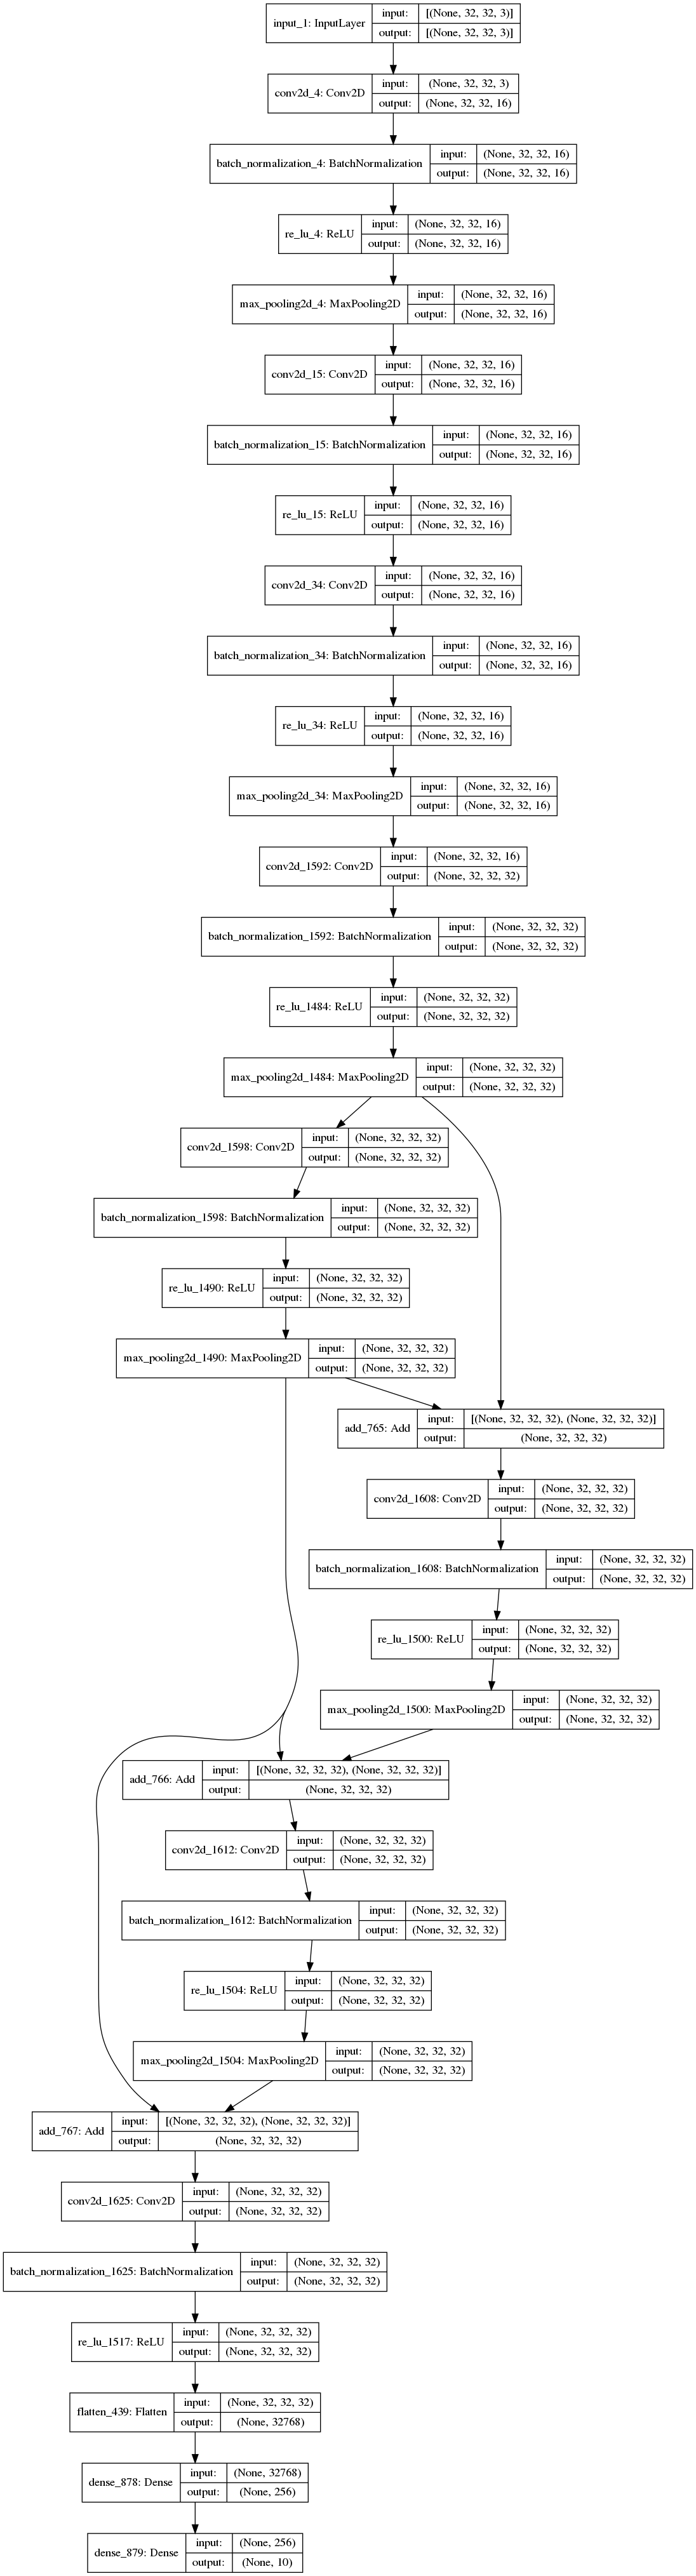 input_1: InputLayer
input: [(None, 32, 32, 3)]
output: [(None, 32, 32, 3)]
conv2d_4: Conv2D
input: (None, 32, 32, 3)
output: (None, 32, 32, 16)
batch_normalization_4: BatchNormalization
input: (None, 32, 32, 16)
output: (None, 32, 32, 16)
re_lu_4: ReLU
input: (None, 32, 32, 16)
output: (None, 32, 32, 16)
max_pooling2d_4: MaxPooling2D
input: (None, 32, 32, 16)
output: (None, 32, 32, 16)
conv2d_15: Conv2D
input: (None, 32, 32, 16)
output: (None, 32, 32, 16)
batch_normalization_15: BatchNormalization
input: (None, 32, 32, 16)
output: (None, 32, 32, 16)
re_lu_15: ReLU
input: (None, 32, 32, 16)
output: (None, 32, 32, 16)
conv2d_34: Conv2D
input: (None, 32, 32, 16)
output: (None, 32, 32, 16)
batch_normalization_34: BatchNormalization
input: (None, 32, 32, 16)
output: (None, 32, 32, 16)
re_lu_34: ReLU
input: (None, 32, 32, 16)
output: (None, 32, 32, 16)
max_pooling2d_34: MaxPooling2D
input: (None, 32, 32, 16)
output: (None, 32, 32, 16)
conv2d_1592: Conv2D
input: (None, 32, 32, 16)
output: (None, 32, 32, 32)
batch_normalization_1592: BatchNormalization
input: (None, 32, 32, 32)
output: (None, 32, 32, 32)
re_lu_1484: ReLU
input: (None, 32, 32, 32)
output: (None, 32, 32, 32)
max_pooling2d_1484: MaxPooling2D
input: (None, 32, 32, 32)
output: (None, 32, 32, 32)
conv2d_1598: Conv2D
input: (None, 32, 32, 32)
output: (None, 32, 32, 32)
batch_normalization_1598: BatchNormalization
input: (None, 32, 32, 32)
output: (None, 32, 32, 32)
re_lu_1490: ReLU
input: (None, 32, 32, 32)
output: (None, 32, 32, 32)
max_pooling2d_1490: MaxPooling2D
input: (None, 32, 32, 32)
output: (None, 32, 32, 32)
add_765: Add
input: [(None, 32, 32, 32), (None, 32, 32, 32)]
output: (None, 32, 32, 32)
conv2d_1608: Conv2D
input: (None, 32, 32, 32)
output: (None, 32, 32, 32)
batch_normalization_1608: BatchNormalization
input: (None, 32, 32, 32)
output: (None, 32, 32, 32)
re_lu_1500: ReLU
input: (None, 32, 32, 32)
output: (None, 32, 32, 32)
max_pooling2d_1500: MaxPooling2D
input: (None, 32, 32, 32)
output: (None, 32, 32, 32)
add_766: Add
input: [(None, 32, 32, 32), (None, 32, 32, 32)]
output: (None, 32, 32, 32)
conv2d_1612: Conv2D
input: (None, 32, 32, 32)
output: (None, 32, 32, 32)
batch_normalization_1612: BatchNormalization
input: (None, 32, 32, 32)
output: (None, 32, 32, 32)
re_lu_1504: ReLU
input: (None, 32, 32, 32)
output: (None, 32, 32, 32)
max_pooling2d_1504: MaxPooling2D
input: (None, 32, 32, 32)
output: (None, 32, 32, 32)
add_767: Add
input: [(None, 32, 32, 32), (None, 32, 32, 32)]
output: (None, 32, 32, 32)
conv2d_1625: Conv2D
input: (None, 32, 32, 32)
output: (None, 32, 32, 32)
batch_normalization_1625: BatchNormalization
input: (None, 32, 32, 32)
output: (None, 32, 32, 32)
re_lu_1517: ReLU
input: (None, 32, 32, 32)
output: (None, 32, 32, 32)
flatten_439: Flatten
input: (None, 32, 32, 32)
output: (None, 32768)
dense_878: Dense
input: (None, 32768)
output: (None, 256)
dense_879: Dense
input: (None, 256)
output: (None, 10)